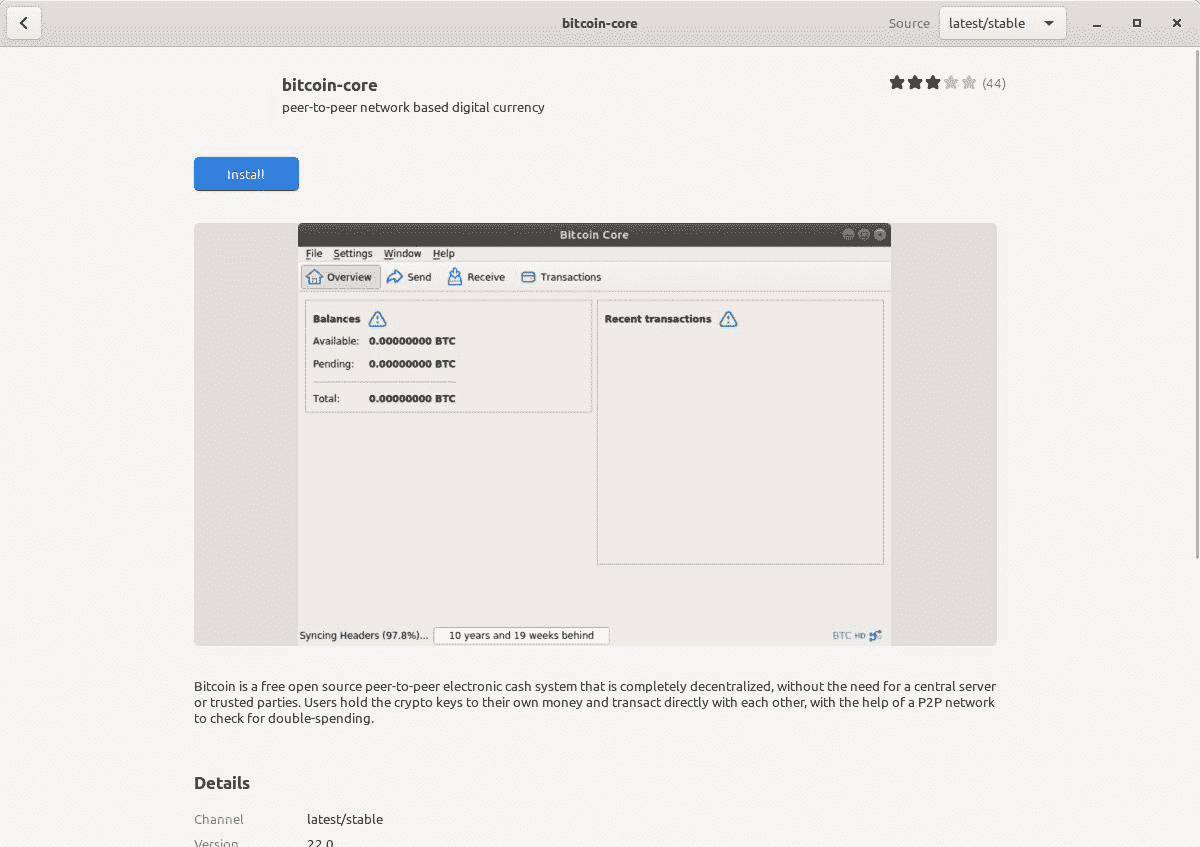 bitcoin-core
Source latest/stable
bitcoin-core
(44)
peer-to-peer network based digital currency
Install
Bitcoin Core
File Settings Window Help
Overview Send Receive Transactions
Balances
Available: 0.00000000 BTC
Pending: 0.00000000 BTC
Total: 0.00000000 BTC
Recent transactions
Syncing Headers (97.8%)... 10 years and 19 weeks behind
BTC HD
Bitcoin is a free open source peer-to-peer electronic cash system that is completely decentralized, without the need for a central server
or trusted parties. Users hold the crypto keys to their own money and transact directly with each other, with the help of a P2P network
to check for double-spending.
Details
Channel latest/stable
Version 22.0